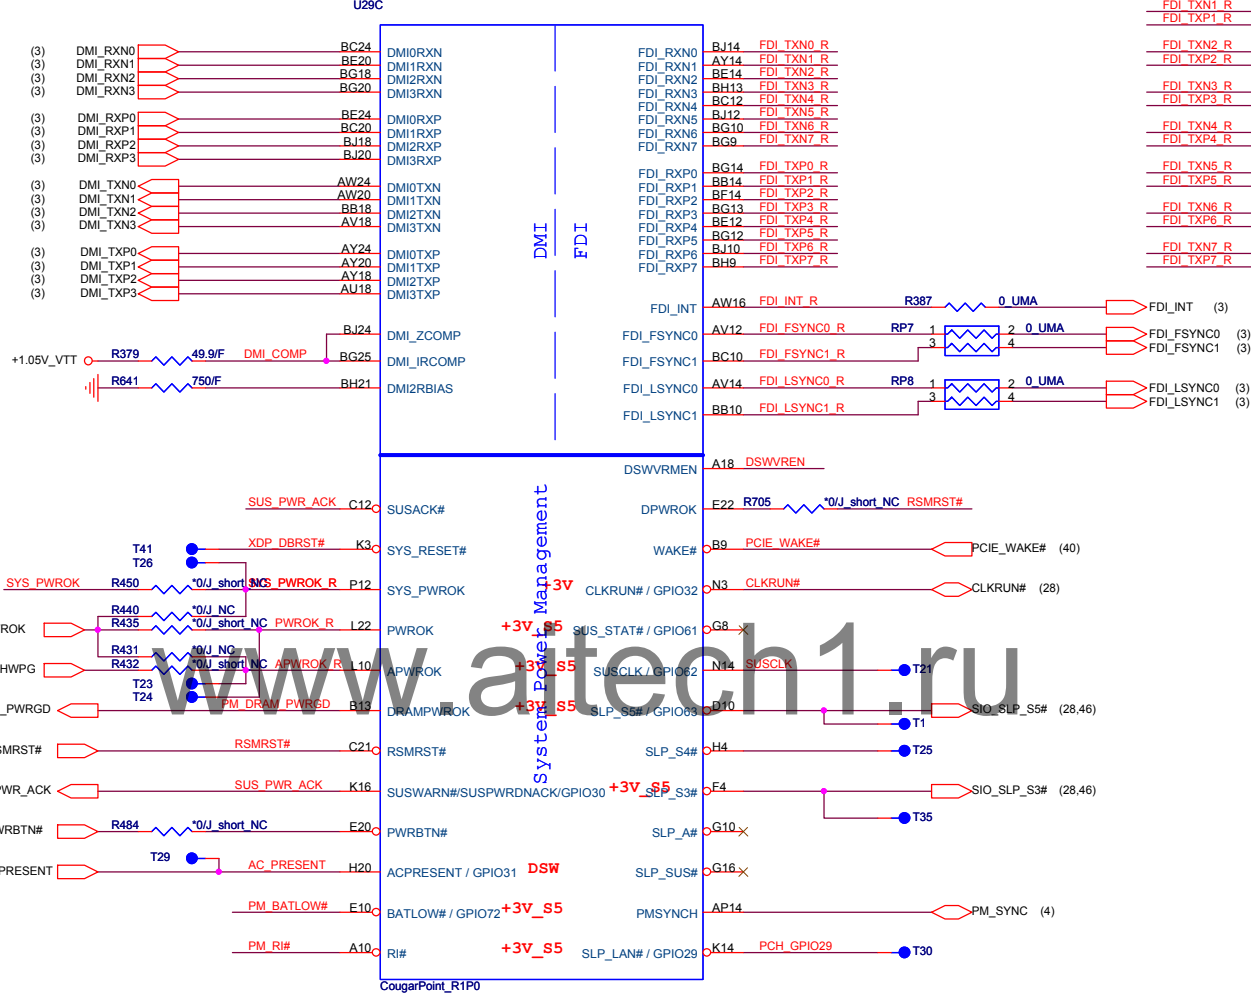 U29C
FDI_TXN1_R
FDI_TXP1_R
(3) DMI_RXN0 BC24 DMI0RXN FDI_RXN0 BJ14 FDI_TXN0_R FDI_TXN2_R
(3) DMI_RXN1 BE20 DMI1RXN FDI_RXN1 AY14 FDI_TXN1_R FDI_TXP2_R
(3) DMI_RXN2 BG18 DMI2RXN FDI_RXN2 BE14 FDI_TXN2_R
(3) DMI_RXN3 BG20 DMI3RXN FDI_RXN3 BH13 FDI_TXN3_R FDI_TXN3_R
FDI_RXN4 BC12 FDI_TXN4_R FDI_TXP3_R
(3) DMI_RXP0 BE24 DMI0RXP FDI_RXN5 BJ12 FDI_TXN5_R
(3) DMI_RXP1 BC20 DMI1RXP FDI_RXN6 BG10 FDI_TXN6_R FDI_TXN4_R
(3) DMI_RXP2 BJ18 DMI2RXP FDI_RXN7 BG9 FDI_TXN7_R FDI_TXP4_R
(3) DMI_RXP3 BJ20 DMI3RXP
FDI_RXP0 BG14 FDI_TXP0_R FDI_TXN5_R
(3) DMI_TXN0 AW24 DMI0TXN FDI_RXP1 BB14 FDI_TXP1_R FDI_TXP5_R
(3) DMI_TXN1 AW20 DMI1TXN FDI_RXP2 BF14 FDI_TXP2_R
(3) DMI_TXN2 BB18 DMI2TXN FDI_RXP3 BG13 FDI_TXP3_R FDI_TXN6_R
(3) DMI_TXN3 AV18 DMI3TXN FDI_RXP4 BE12 FDI_TXP4_R FDI_TXP6_R
FDI_RXP5 BG12 FDI_TXP5_R
(3) DMI_TXP0 AY24 DMI0TXP FDI_RXP6 BJ10 FDI_TXP6_R FDI_TXN7_R
(3) DMI_TXP1 AY20 DMI1TXP FDI_RXP7 BH9 FDI_TXP7_R FDI_TXP7_R
(3) DMI_TXP2 AY18 DMI2TXP
(3) DMI_TXP3 AU18 DMI3TXP
DMI FDI
FDI_INT AW16 FDI_INT_R R387 0_UMA FDI_INT (3)
BJ24 DMI_ZCOMP FDI_FSYNC0 AV12 FDI_FSYNC0_R RP7 1 2 0_UMA FDI_FSYNC0 (3)
3 4 FDI_FSYNC1 (3)
+1.05V_VTT R379 49.9/F DMI_COMP BG25 DMI_IRCOMP FDI_FSYNC1 BC10 FDI_FSYNC1_R
R641 750/F BH21 DMI2RBIAS FDI_LSYNC0 AV14 FDI_LSYNC0_R RP8 1 2 0_UMA FDI_LSYNC0 (3)
3 4 FDI_LSYNC1 (3)
FDI_LSYNC1 BB10 FDI_LSYNC1_R
DSWVRMEN A18 DSWVREN
System Power Management
SUS_PWR_ACK C12 SUSACK# DPWROK E22 R705 *0/J_short_NC RSMRST#
T41 XDP_DBRST# K3 SYS_RESET# WAKE# B9 PCIE_WAKE# PCIE_WAKE# (40)
T26
SYS_PWROK R450 *0/J_short_NC SYS_PWROK_R P12 SYS_PWROK +3V CLKRUN# / GPIO32 N3 CLKRUN# CLKRUN# (28)
R440 *0/J_NC
ROK R435 *0/J_short_NC PWROK_R L22 PWROK +3V_S5 SUS_STAT# / GPIO61 G8
R431 *0/J_NC
HWPG R432 *0/J_short_NC APWROK_R L10 APWROK +3V_S5 SUSCLK / GPIO62 N14 SUSCLK T21
T23
T24
www.aitech1.ru
_PWRGD PM_DRAM_PWRGD B13 DRAMPWROK +3V_S5 SLP_S5# / GPIO63 D10 SIO_SLP_S5# (28,46)
T1
SMRST# RSMRST# C21 RSMRST# SLP_S4# H4 T25
WR_ACK SUS_PWR_ACK K16 SUSWARN#/SUSPWRDNACK/GPIO30 +3V_S5 SLP_S3# F4 SIO_SLP_S3# (28,46)
T35
WRBTN# R484 *0/J_short_NC E20 PWRBTN# SLP_A# G10
T29
PRESENT AC_PRESENT H20 ACPRESENT / GPIO31 DSW SLP_SUS# G16
PM_BATLOW# E10 BATLOW# / GPIO72 +3V_S5 PMSYNCH AP14 PM_SYNC (4)
PM_RI# A10 RI# +3V_S5 SLP_LAN# / GPIO29 K14 PCH_GPIO29 T30
CougarPoint_R1P0